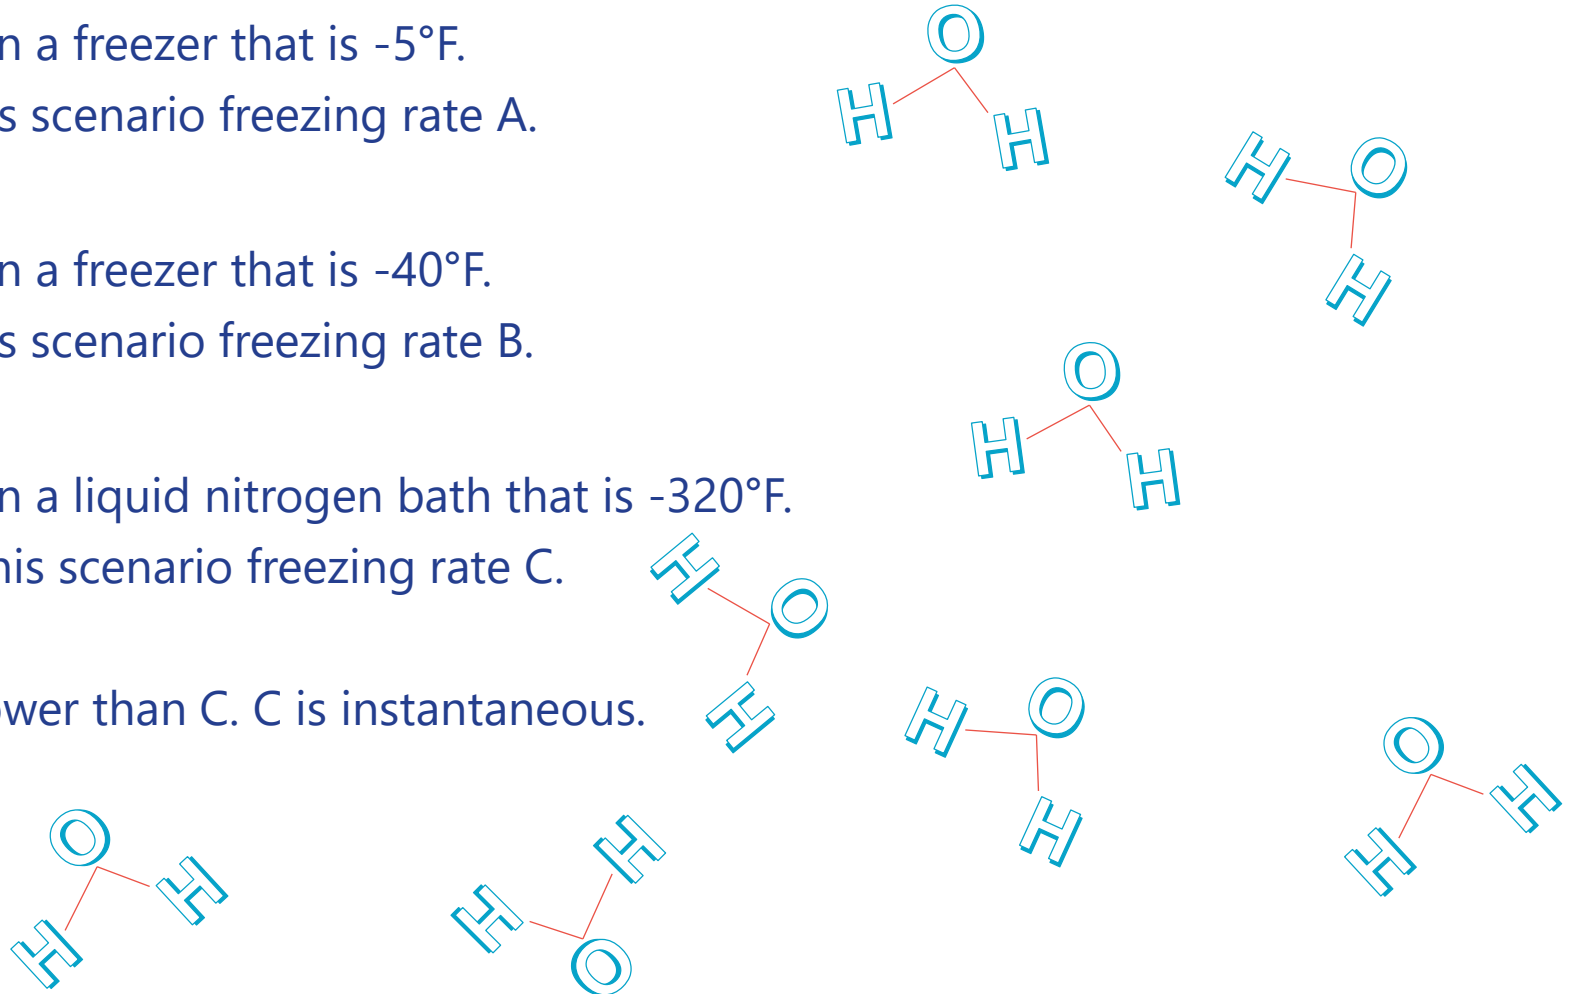 n a freezer that is -5°F.
s scenario freezing rate A.
n a freezer that is -40°F.
s scenario freezing rate B.
n a liquid nitrogen bath that is -320°F.
his scenario freezing rate C.
wer than C. C is instantaneous.
O
H
H
H
O
H
O
H
H
H
O
H
H
O
H
O
H
H
O
H
H
H
H
O